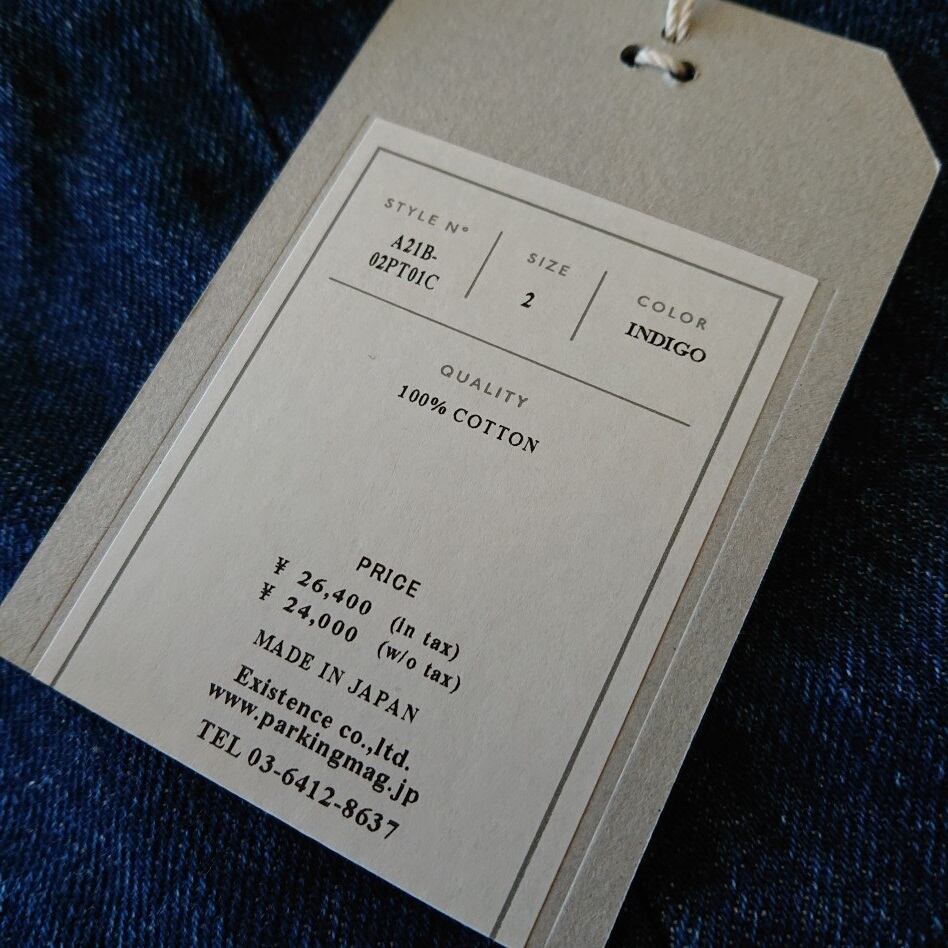 STYLE Nº
A21B-
02PT01C
SIZE
2
COLOR
INDIGO
QUALITY
100% COTTON
PRICE
¥ 26,400 (in tax)
¥ 24,000 (w/o tax)
MADE IN JAPAN
Existence co.,ltd.
www.parkingmag.jp
TEL 03-6412-8637